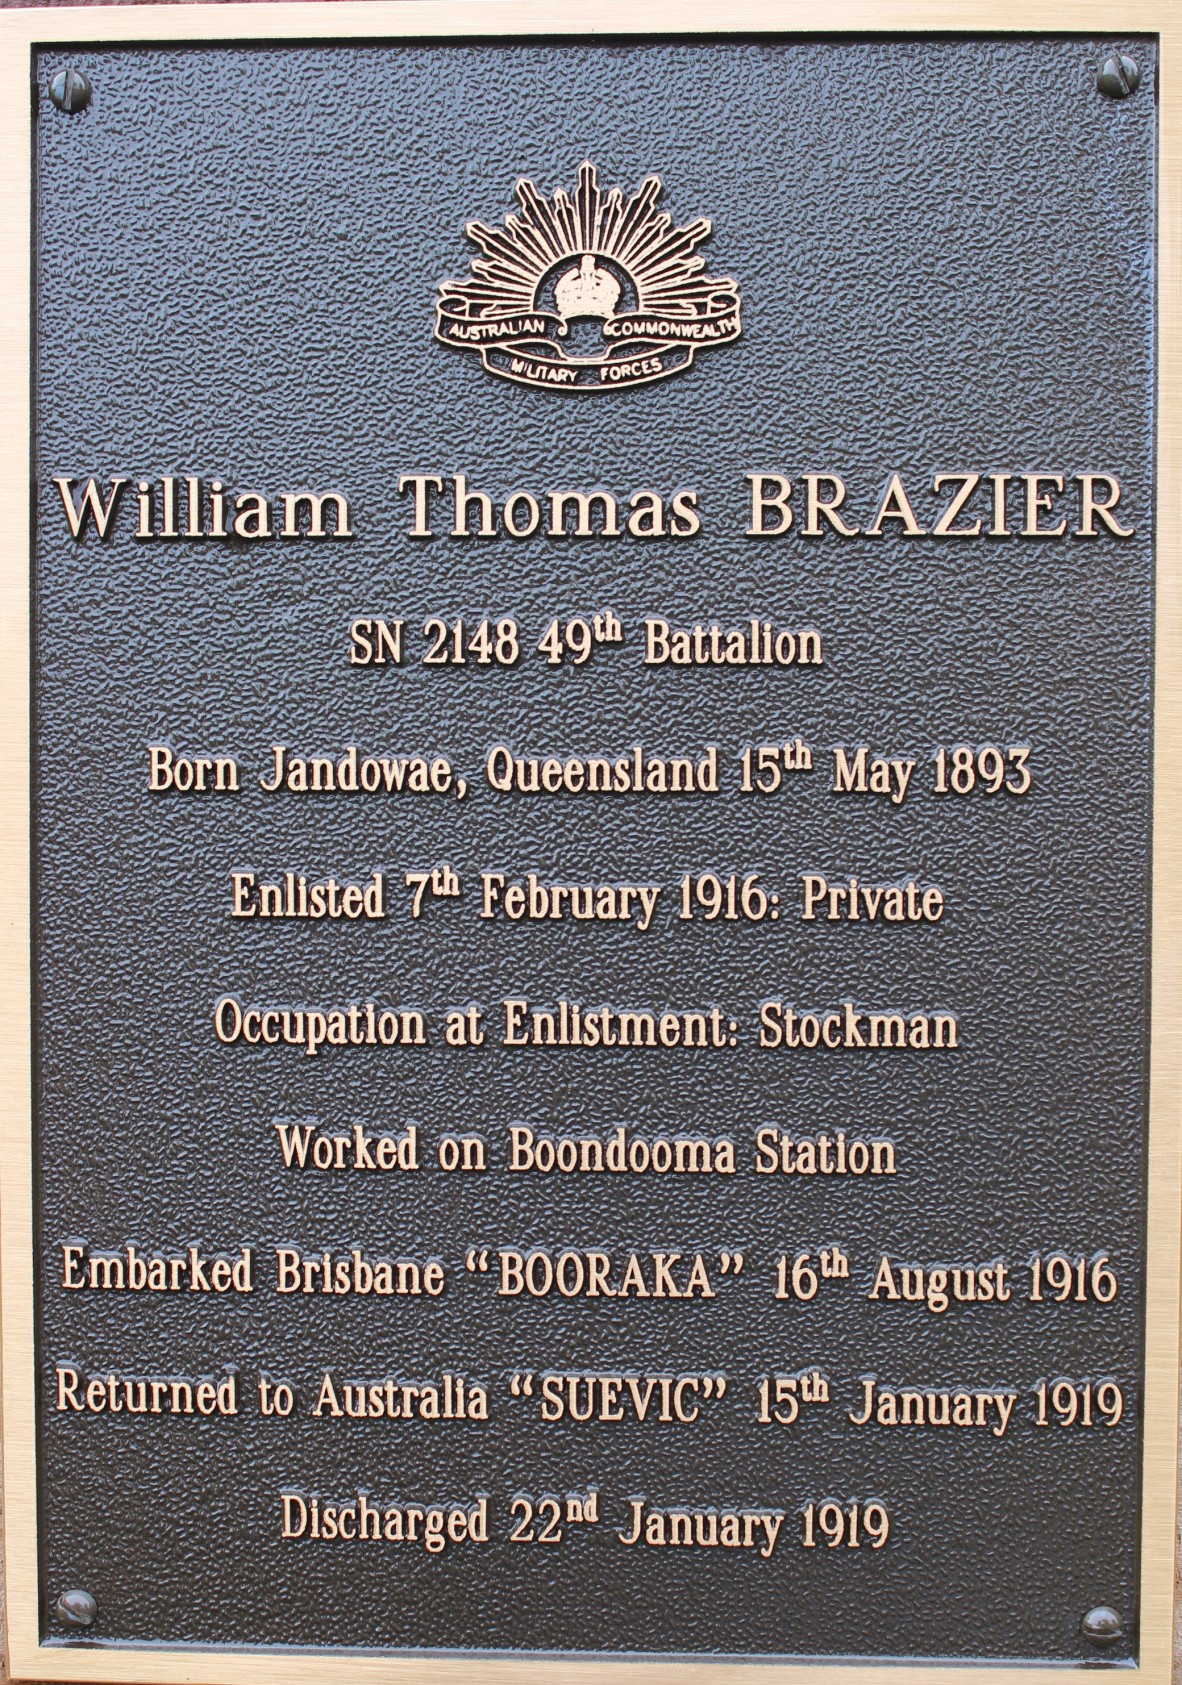 AUSTRALIAN COMMONWEALTH
MILITARY FORCES
William Thomas BRAZIER
SN 2148 49th Battalion
Born Jandowae, Queensland 15th May 1893
Enlisted 7th February 1916: Private
Occupation at Enlistment: Stockman
Worked on Boondooma Station
Embarked Brisbane “BOORAKA” 16th August 1916
Returned to Australia “SUEVIC” 15th January 1919
Discharged 22nd January 1919